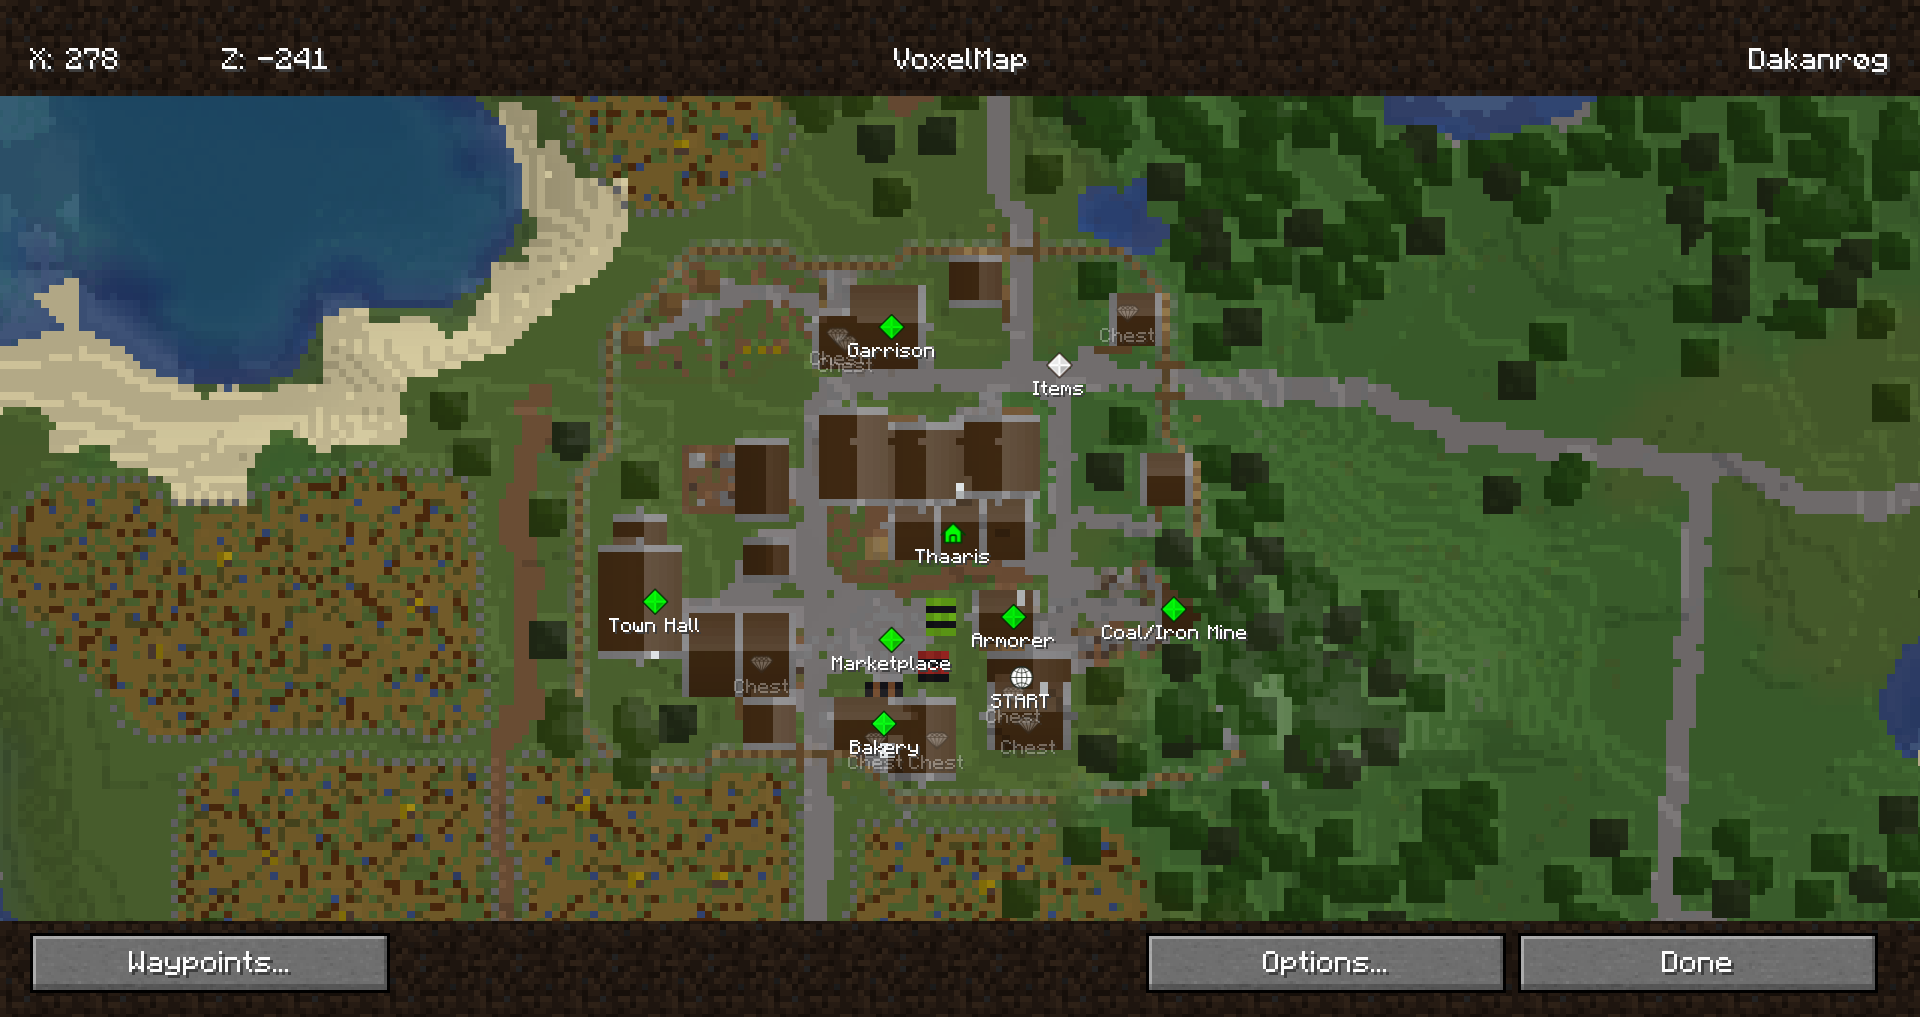 X: 278
Z: -241
VoxelMap
Dakanrøg
Chest
Garrison
Chest
Chest
Items
Thaaris
Town Hall
Armorer
Coal/Iron Mine
Marketplace
Chest
START
Chest
Bakery
Chest
Chest
Chest
Waypoints...
Options...
Done